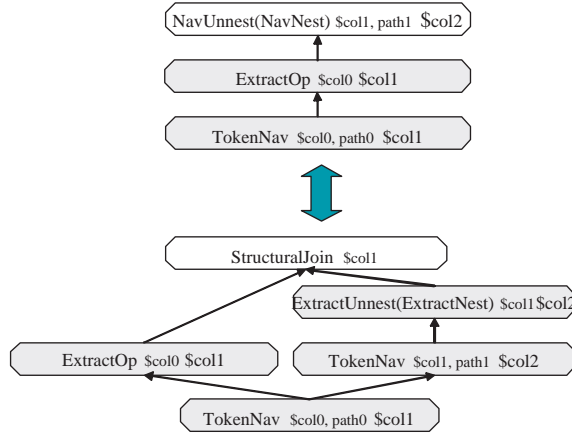 NavUnnest(NavNest) $col1, path1 $col2
ExtractOp $col0 $col1
TokenNav $col0, path0 $col1
StructuralJoin $col1
ExtractUnnest(ExtractNest) $col1 $col2
ExtractOp $col0 $col1
TokenNav $col1, path1 $col2
TokenNav $col0, path0 $col1